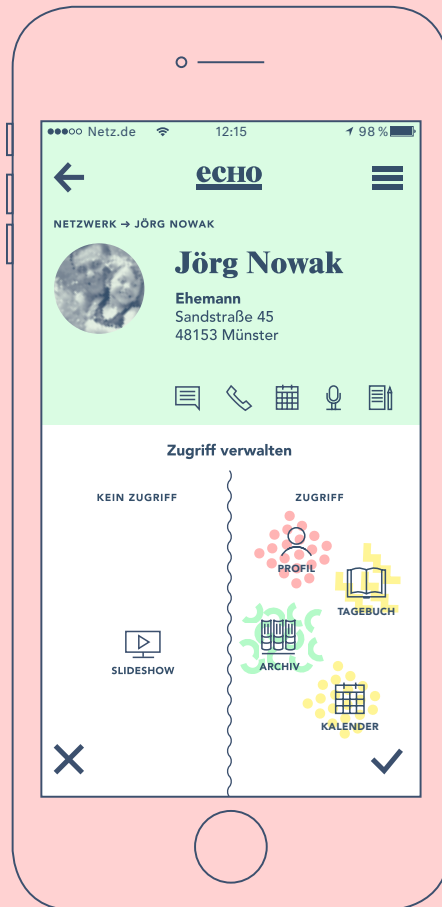 Netz.de 12:15 98 %
ecHo
NETZWERK → JÖRG NOWAK
Jörg Nowak
Ehemann
Sandstraße 45
48153 Münster
Zugriff verwalten
KEIN ZUGRIFF
ZUGRIFF
PROFIL
TAGEBUCH
SLIDESHOW
ARCHIV
KALENDER